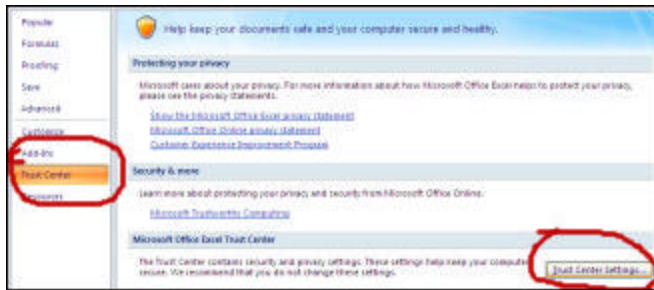 Popular
Formulas
Proofing
Save
Advanced
Customize
Add-Ins
Trust Center
Resources
Help keep your documents safe and your computer secure and healthy.
Protecting your privacy
Microsoft cares about your privacy. For more information about how Microsoft Office Excel helps to protect your privacy,
please see the privacy statements.
Show the Microsoft Office Excel privacy statement
Microsoft Office Online privacy statement
Customer Experience Improvement Program
Security & more
Learn more about protecting your privacy and security from Microsoft Office Online.
Microsoft Trustworthy Computing
Microsoft Office Excel Trust Center
The Trust Center contains security and privacy settings. These settings help keep your computer
secure. We recommend that you do not change these settings.
Trust Center Settings...